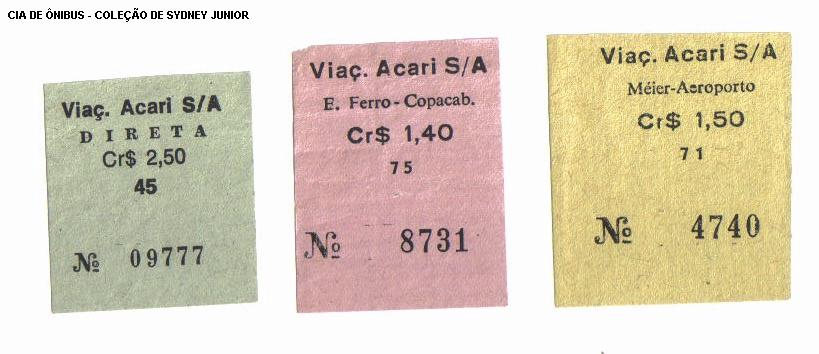 CIA DE ÔNIBUS - COLEÇÃO DE SYDNEY JUNIOR
Viaç. Acari S/A
DIRETA
Cr$ 2,50
45
Nº 09777
Viaç. Acari S/A
E. Ferro - Copacab.
Cr$ 1,40
75
Nº 8731
Viaç. Acari S/A
Méier-Aeroporto
Cr$ 1,50
71
Nº 4740